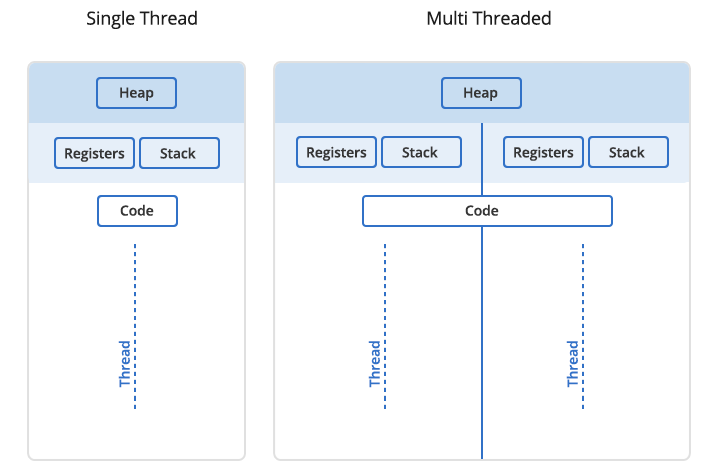 Single Thread
Multi Threaded
Heap
Registers
Stack
Code
Thread
Heap
Registers
Stack
Registers
Stack
Code
Thread
Thread